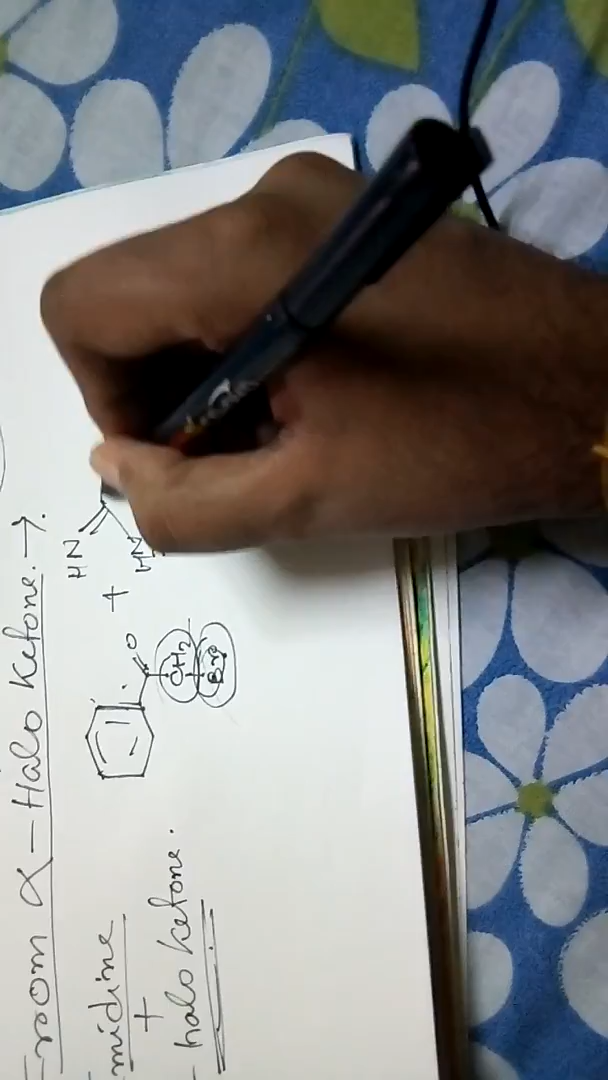 From α - Halo Ketone. →.
midine
+
halo Ketone.
O
CH₂ - Br
+
HN
HN